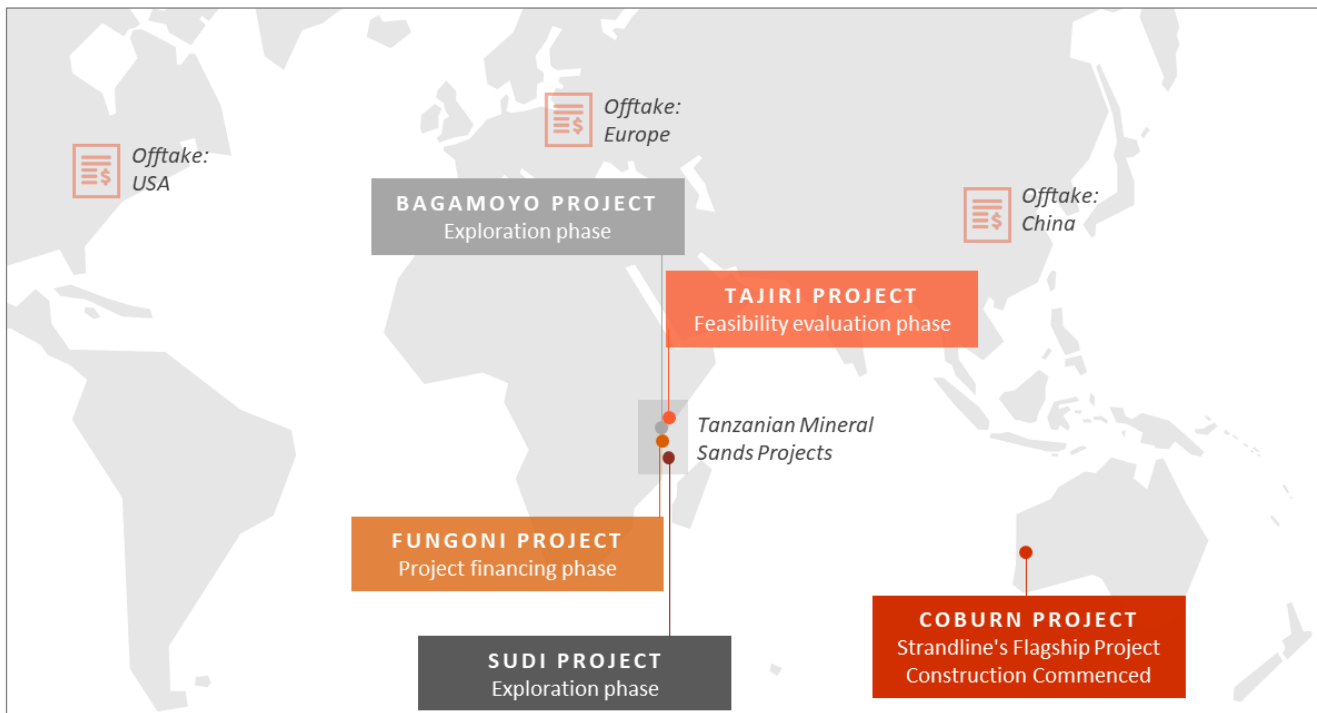 Offtake:
Europe
Offtake:
USA
BAGAMOYO PROJECT
Exploration phase
Offtake:
China
TAJIRI PROJECT
Feasibility evaluation phase
Tanzanian Mineral
Sands Projects
FUNGONI PROJECT
Project financing phase
COBURN PROJECT
Strandline's Flagship Project
Construction Commenced
SUDI PROJECT
Exploration phase